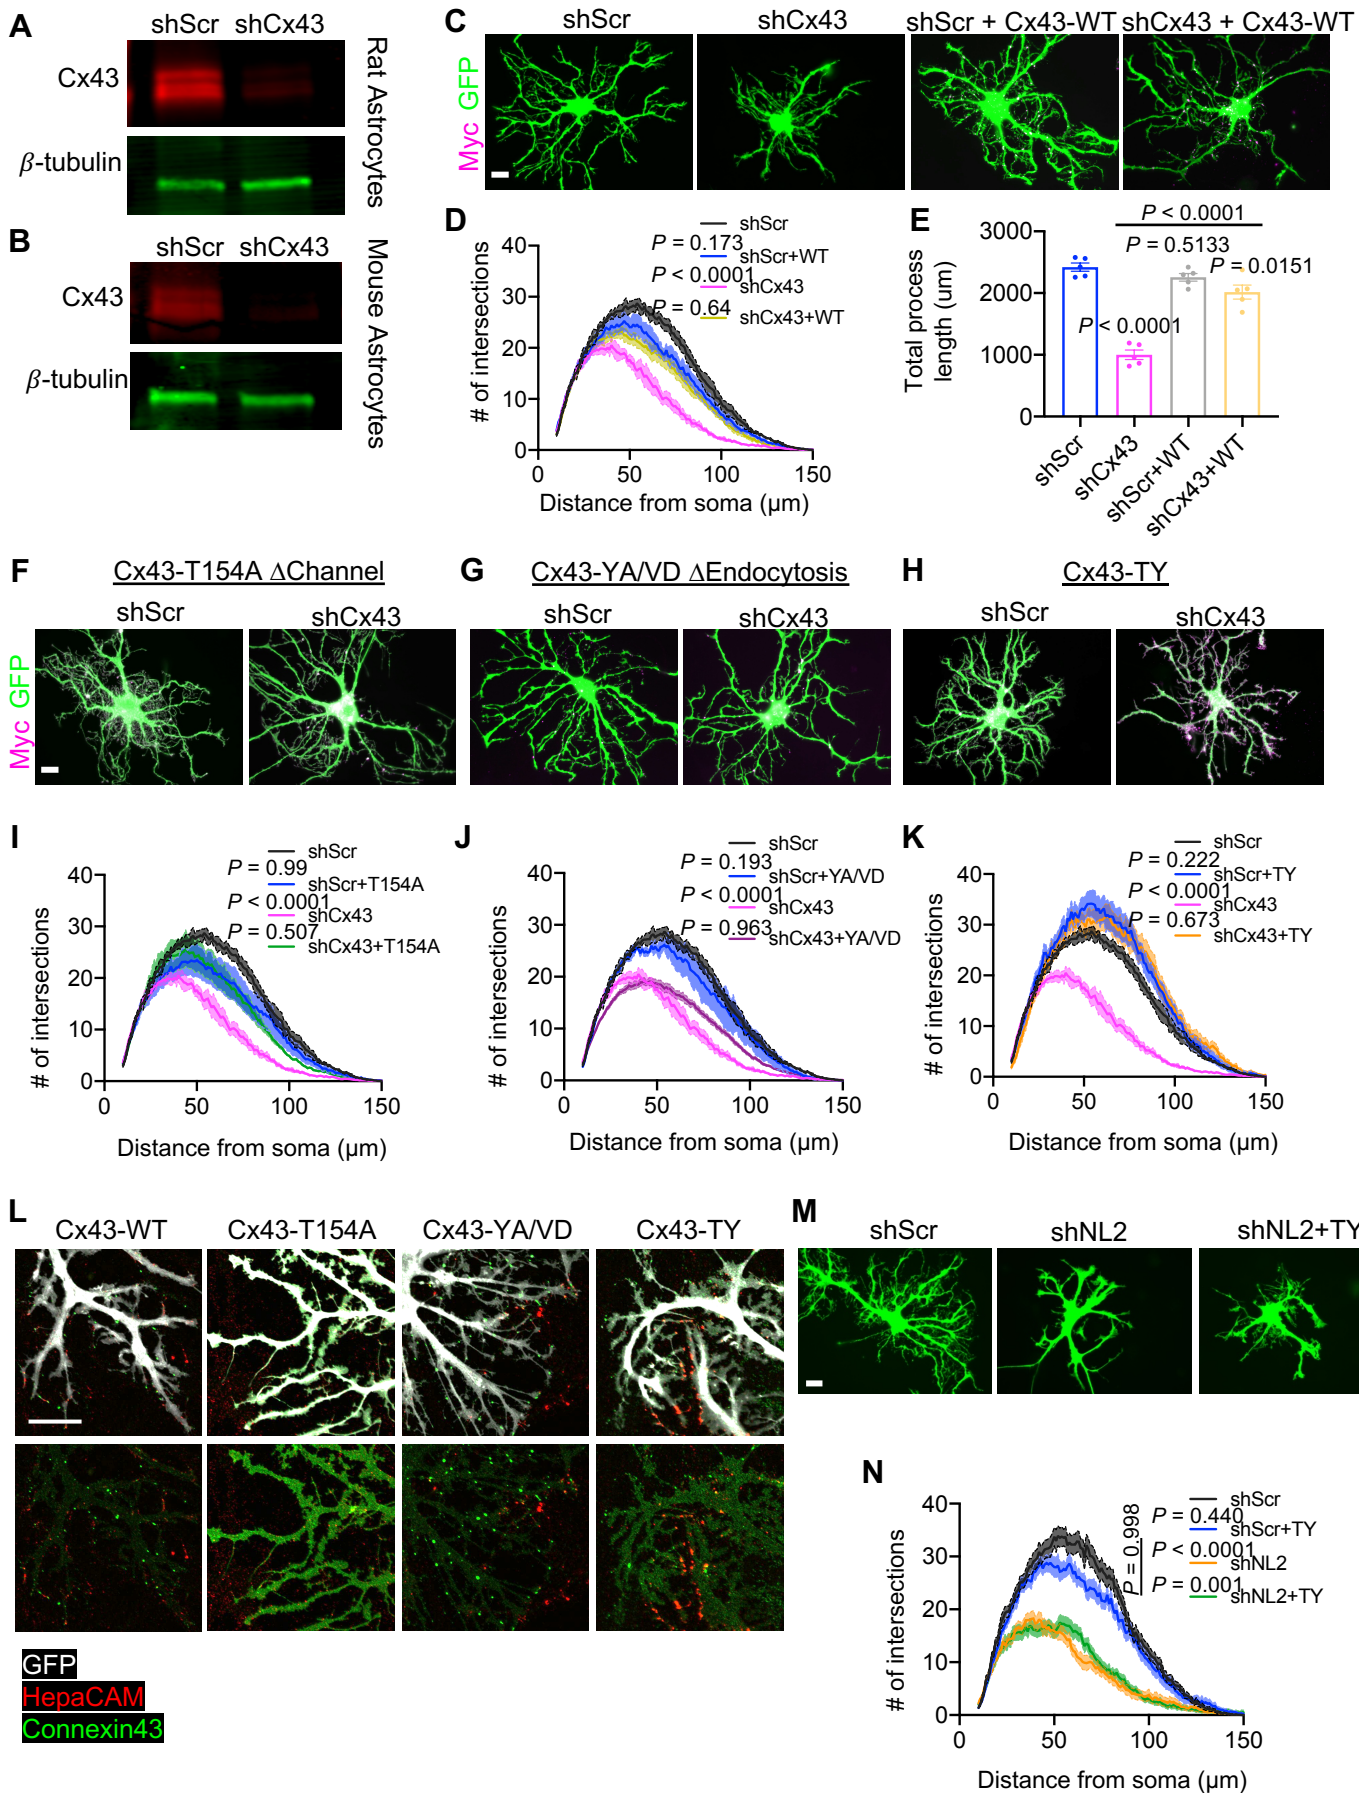 A
shScr shCx43
Cx43
β-tubulin
Rat Astrocytes
B
shScr shCx43
Cx43
β-tubulin
Mouse Astrocytes
C
shScr
shCx43
shScr + Cx43-WT
shCx43 + Cx43-WT
Myc GFP
D
# of intersections
40
30
20
10
0
0
50
100
150
Distance from soma (μm)
shScr
P = 0.173
shScr+WT
P < 0.0001
shCx43
P = 0.64
shCx43+WT
E
Total process
length (um)
3000
2000
1000
0
P < 0.0001
P = 0.5133
P = 0.0151
P < 0.0001
shScr
shCx43
shScr+WT
shCx43+WT
F
Cx43-T154A ΔChannel
shScr
shCx43
Myc GFP
G
Cx43-YA/VD ΔEndocytosis
shScr
shCx43
H
Cx43-TY
shScr
shCx43
I
# of intersections
40
30
20
10
0
0
50
100
150
Distance from soma (μm)
shScr
P = 0.99
shScr+T154A
P < 0.0001
shCx43
P = 0.507
shCx43+T154A
J
# of intersections
40
30
20
10
0
0
50
100
150
Distance from soma (μm)
shScr
P = 0.193
shScr+YA/VD
P < 0.0001
shCx43
P = 0.963
shCx43+YA/VD
K
# of intersections
40
30
20
10
0
0
50
100
150
Distance from soma (μm)
shScr
P = 0.222
shScr+TY
P < 0.0001
shCx43
P = 0.673
shCx43+TY
L
Cx43-WT
Cx43-T154A
Cx43-YA/VD
Cx43-TY
GFP
HepaCAM
Connexin43
M
shScr
shNL2
shNL2+TY
N
# of intersections
40
30
20
10
0
0
50
100
150
Distance from soma (μm)
P = 0.998
shScr
P = 0.440
shScr+TY
P < 0.0001
shNL2
P = 0.001
shNL2+TY